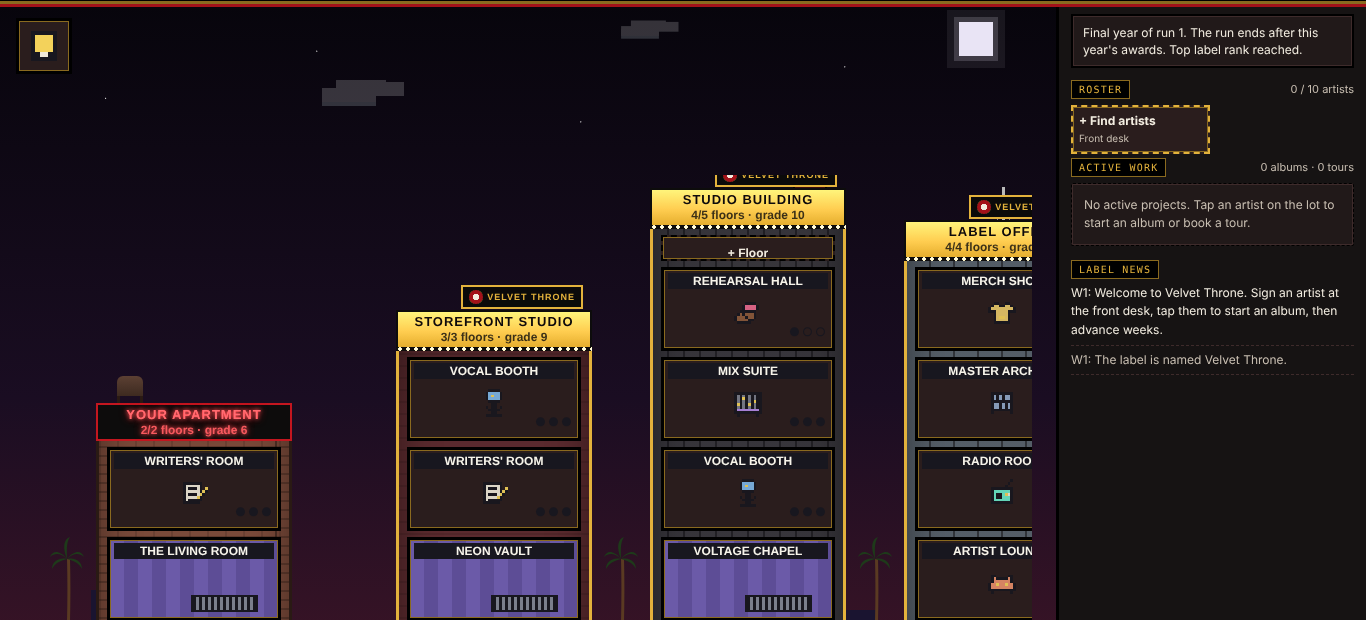 VELVET THRONE
STUDIO BUILDING
4/5 floors · grade 10
+ Floor
REHEARSAL HALL
MIX SUITE
VOCAL BOOTH
VOLTAGE CHAPEL
VELVET
LABEL OFF
4/4 floors · grad
MERCH SHO
MASTER ARCH
RADIO ROO
ARTIST LOUN
VELVET THRONE
STOREFRONT STUDIO
3/3 floors · grade 9
VOCAL BOOTH
WRITERS' ROOM
NEON VAULT
YOUR APARTMENT
2/2 floors · grade 6
WRITERS' ROOM
THE LIVING ROOM
Final year of run 1. The run ends after this
year's awards. Top label rank reached.
ROSTER
0 / 10 artists
+ Find artists
Front desk
ACTIVE WORK
0 albums · 0 tours
No active projects. Tap an artist on the lot to
start an album or book a tour.
LABEL NEWS
W1: Welcome to Velvet Throne. Sign an artist at
the front desk, tap them to start an album, then
advance weeks.
W1: The label is named Velvet Throne.